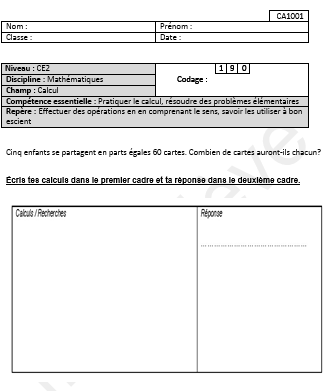 CA1001
Nom : Prénom :
Classe : Date :
Niveau : CE2 1 9 0
Discipline : Mathématiques Codage :
Champ : Calcul
Compétence essentielle : Pratiquer le calcul, résoudre des problèmes élémentaires
Repère : Effectuer des opérations en en comprenant le sens, savoir les utiliser à bon
escient
Cinq enfants se partagent en parts égales 60 cartes. Combien de cartes auront-ils chacun?
Écris tes calculs dans le premier cadre et ta réponse dans le deuxième cadre.
Calculs / Recherches Réponse